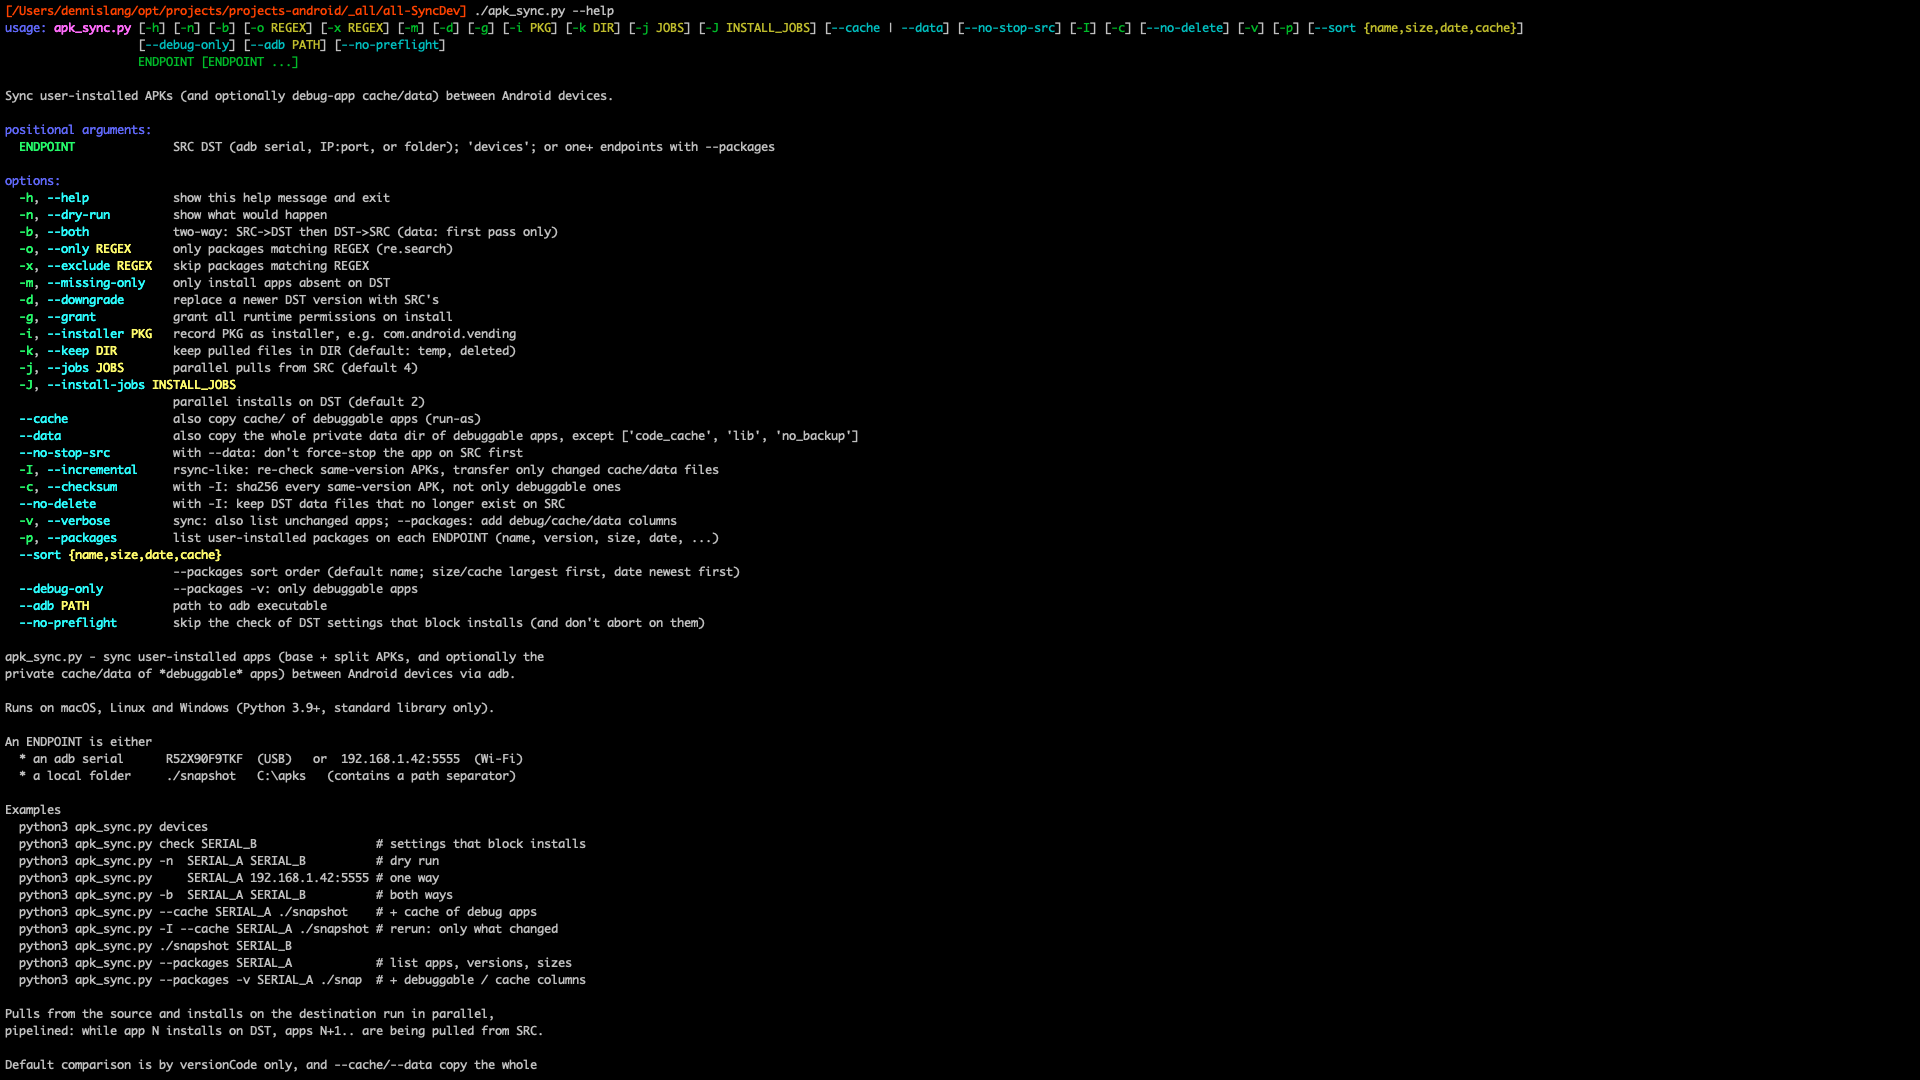 [/Users/dennislang/opt/projects/projects-android/_all/all-SyncDev] ./apk_sync.py --help
usage: apk_sync.py [-h] [-n] [-b] [-o REGEX] [-x REGEX] [-m] [-d] [-g] [-i PKG] [-k DIR] [-j JOBS] [-J INSTALL_JOBS] [--cache | --data] [--no-stop-src] [-I] [-c] [--no-delete] [-v] [-p] [--sort {name,size,date,cache}]
                   [--debug-only] [--adb PATH] [--no-preflight]
                   ENDPOINT [ENDPOINT ...]

Sync user-installed APKs (and optionally debug-app cache/data) between Android devices.

positional arguments:
  ENDPOINT              SRC DST (adb serial, IP:port, or folder); 'devices'; or one+ endpoints with --packages

options:
  -h, --help            show this help message and exit
  -n, --dry-run         show what would happen
  -b, --both            two-way: SRC->DST then DST->SRC (data: first pass only)
  -o, --only REGEX      only packages matching REGEX (re.search)
  -x, --exclude REGEX   skip packages matching REGEX
  -m, --missing-only    only install apps absent on DST
  -d, --downgrade       replace a newer DST version with SRC's
  -g, --grant           grant all runtime permissions on install
  -i, --installer PKG   record PKG as installer, e.g. com.android.vending
  -k, --keep DIR        keep pulled files in DIR (default: temp, deleted)
  -j, --jobs JOBS       parallel pulls from SRC (default 4)
  -J, --install-jobs INSTALL_JOBS
                        parallel installs on DST (default 2)
  --cache               also copy cache/ of debuggable apps (run-as)
  --data                also copy the whole private data dir of debuggable apps, except ['code_cache', 'lib', 'no_backup']
  --no-stop-src         with --data: don't force-stop the app on SRC first
  -I, --incremental     rsync-like: re-check same-version APKs, transfer only changed cache/data files
  -c, --checksum        with -I: sha256 every same-version APK, not only debuggable ones
  --no-delete           with -I: keep DST data files that no longer exist on SRC
  -v, --verbose         sync: also list unchanged apps; --packages: add debug/cache/data columns
  -p, --packages        list user-installed packages on each ENDPOINT (name, version, size, date, ...)
  --sort {name,size,date,cache}
                        --packages sort order (default name; size/cache largest first, date newest first)
  --debug-only          --packages -v: only debuggable apps
  --adb PATH            path to adb executable
  --no-preflight        skip the check of DST settings that block installs (and don't abort on them)

apk_sync.py - sync user-installed apps (base + split APKs, and optionally the
private cache/data of *debuggable* apps) between Android devices via adb.

Runs on macOS, Linux and Windows (Python 3.9+, standard library only).

An ENDPOINT is either
  * an adb serial      R52X90F9TKF  (USB)   or  192.168.1.42:5555  (Wi-Fi)
  * a local folder     ./snapshot   C:\apks   (contains a path separator)

Examples
  python3 apk_sync.py devices
  python3 apk_sync.py check SERIAL_B                 # settings that block installs
  python3 apk_sync.py -n  SERIAL_A SERIAL_B          # dry run
  python3 apk_sync.py     SERIAL_A 192.168.1.42:5555 # one way
  python3 apk_sync.py -b  SERIAL_A SERIAL_B          # both ways
  python3 apk_sync.py --cache SERIAL_A ./snapshot    # + cache of debug apps
  python3 apk_sync.py -I --cache SERIAL_A ./snapshot # rerun: only what changed
  python3 apk_sync.py ./snapshot SERIAL_B
  python3 apk_sync.py --packages SERIAL_A            # list apps, versions, sizes
  python3 apk_sync.py --packages -v SERIAL_A ./snap  # + debuggable / cache columns

Pulls from the source and installs on the destination run in parallel,
pipelined: while app N installs on DST, apps N+1.. are being pulled from SRC.

Default comparison is by versionCode only, and --cache/--data copy the whole